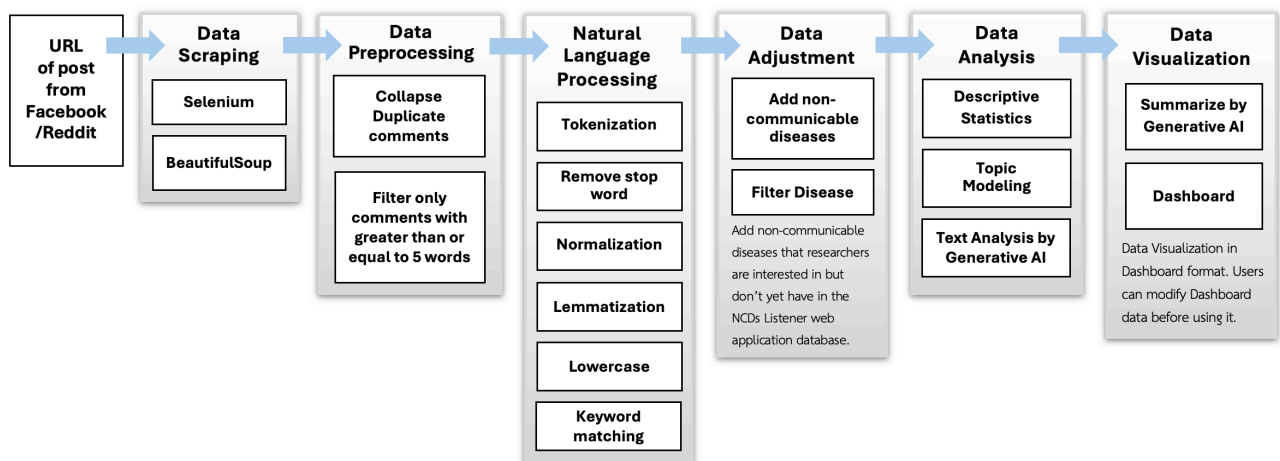 URL
of post
from
Facebook
/Reddit
Data
Scraping
Selenium
BeautifulSoup
Data
Preprocessing
Collapse
Duplicate
comments
Filter only
comments with
greater than or
equal to 5 words
Natural
Language
Processing
Tokenization
Remove stop
word
Normalization
Lemmatization
Lowercase
Keyword
matching
Data
Adjustment
Add non-
communicable
diseases
Filter Disease
Add non-communicable
diseases that researchers
are interested in but
don't yet have in the
NCDs Listener web
application database.
Data
Analysis
Descriptive
Statistics
Topic
Modeling
Text Analysis by
Generative AI
Data
Visualization
Summarize by
Generative AI
Dashboard
Data Visualization in
Dashboard format. Users
can modify Dashboard
data before using it.